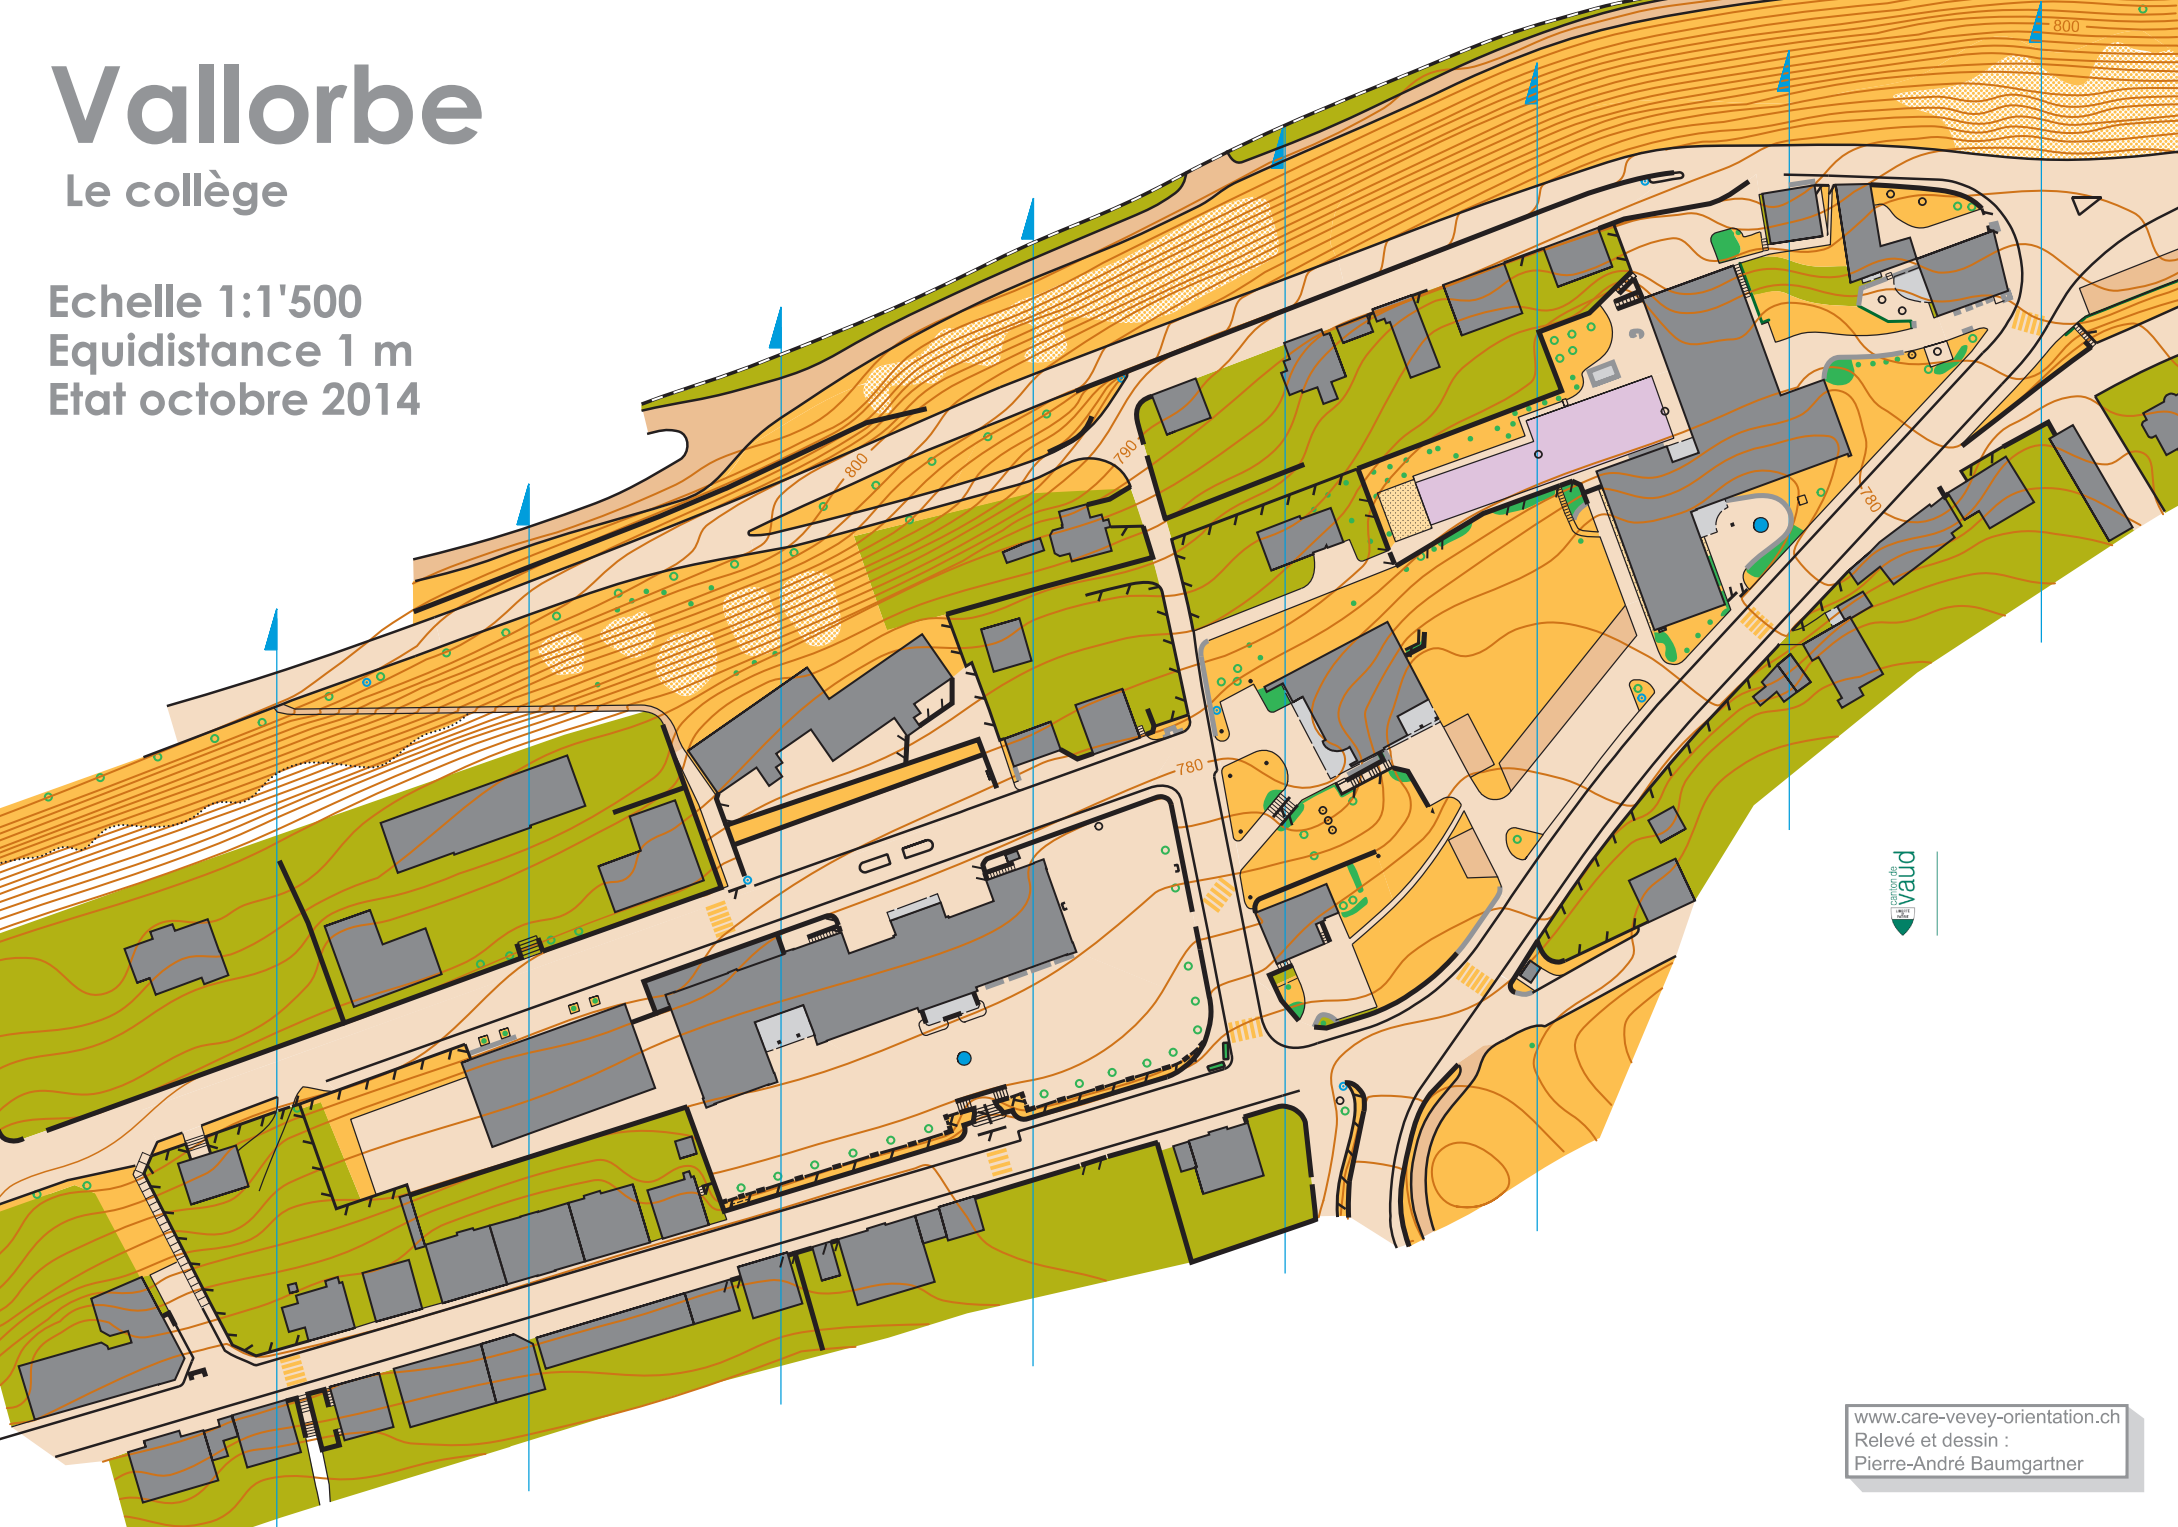 Vallorbe
Le collège
Echelle 1:1'500
Equidistance 1 m
Etat octobre 2014
800
800
790
780
780
canton de
vaud
www.care-vevey-orientation.ch
Relevé et dessin :
Pierre-André Baumgartner